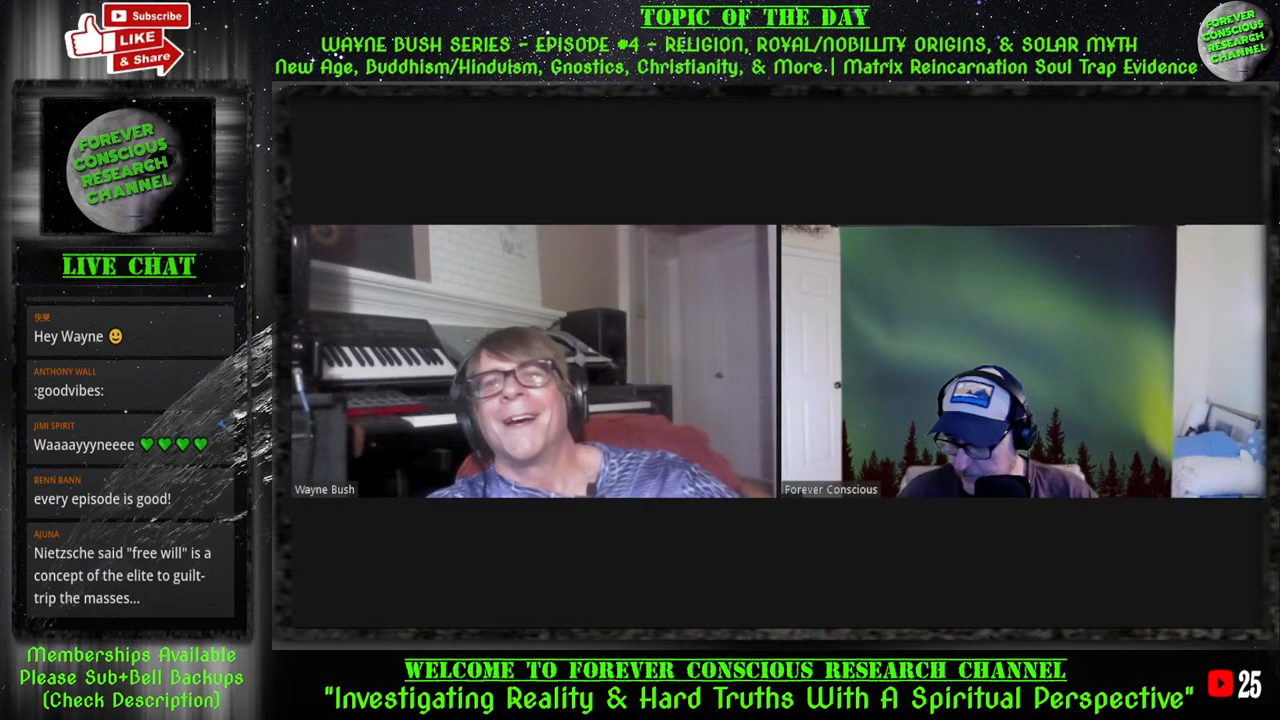 Subscribe
LIKE
& Share
TOPIC OF THE DAY
WAYNE BUSH SERIES - EPISODE #4 - RELIGION, ROYAL/NOBILLITY ORIGINS, & SOLAR MYTH
New Age, Buddhism/Hinduism, Gnostics, Christianity, & More | Matrix Reincarnation Soul Trap Evidence
FOREVER
CONSCIOUS
RESEARCH
CHANNEL
FOREVER
CONSCIOUS
RESEARCH
CHANNEL
LIVE CHAT
Hey Wayne 🙂
ANTHONY WALL
:goodvibes:
JIMI SPIRIT
Waaaayyyneeee 💚💚💚💚
BENN BANN
every episode is good!
AJUNA
Nietzsche said "free will" is a
concept of the elite to guilt-
trip the masses...
Wayne Bush
Forever Conscious
Memberships Available
Please Sub+Bell Backups
(Check Description)
WELCOME TO FOREVER CONSCIOUS RESEARCH CHANNEL
"Investigating Reality & Hard Truths With A Spiritual Perspective"
25